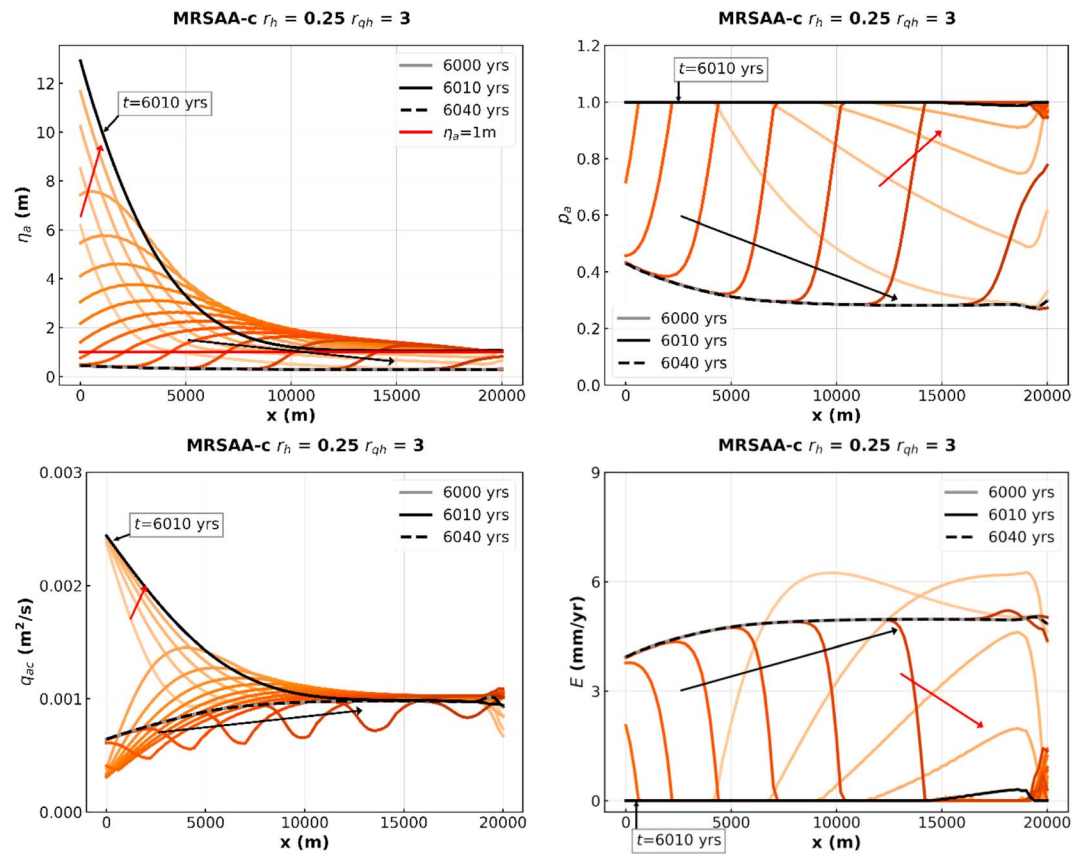 MRSAA-c r_h = 0.25 r_qh = 3
12
10
8
6
4
2
0
η_a (m)
t=6010 yrs
6000 yrs
6010 yrs
6040 yrs
η_a=1m
0
5000
10000
15000
20000
x (m)
MRSAA-c r_h = 0.25 r_qh = 3
1.2
1.0
0.8
0.6
0.4
0.2
0.0
p_a
t=6010 yrs
6000 yrs
6010 yrs
6040 yrs
0
5000
10000
15000
20000
x (m)
MRSAA-c r_h = 0.25 r_qh = 3
0.003
0.002
0.001
0.000
q_ac (m²/s)
t=6010 yrs
6000 yrs
6010 yrs
6040 yrs
0
5000
10000
15000
20000
x (m)
MRSAA-c r_h = 0.25 r_qh = 3
9
6
3
0
E (mm/yr)
6000 yrs
6010 yrs
6040 yrs
t=6010 yrs
0
5000
10000
15000
20000
x (m)